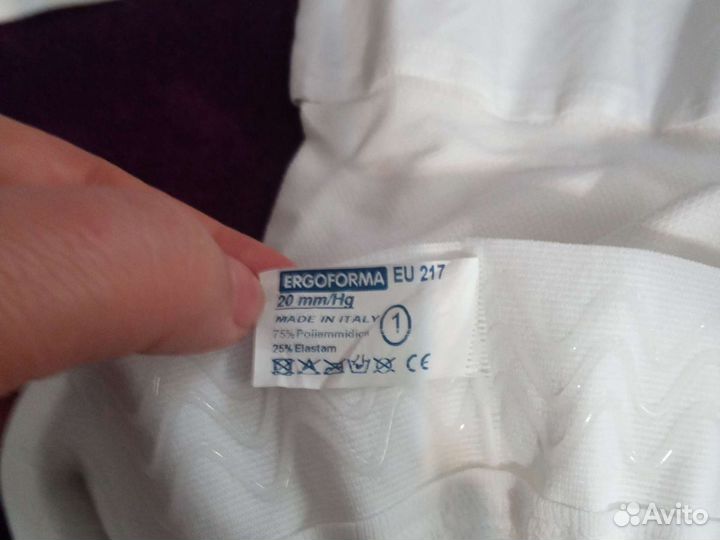 ERGOFORMA EU 217
20 mm/Hg
MADE IN ITALY 1
75% Poliammidica
25% Elastam
CE
Avito